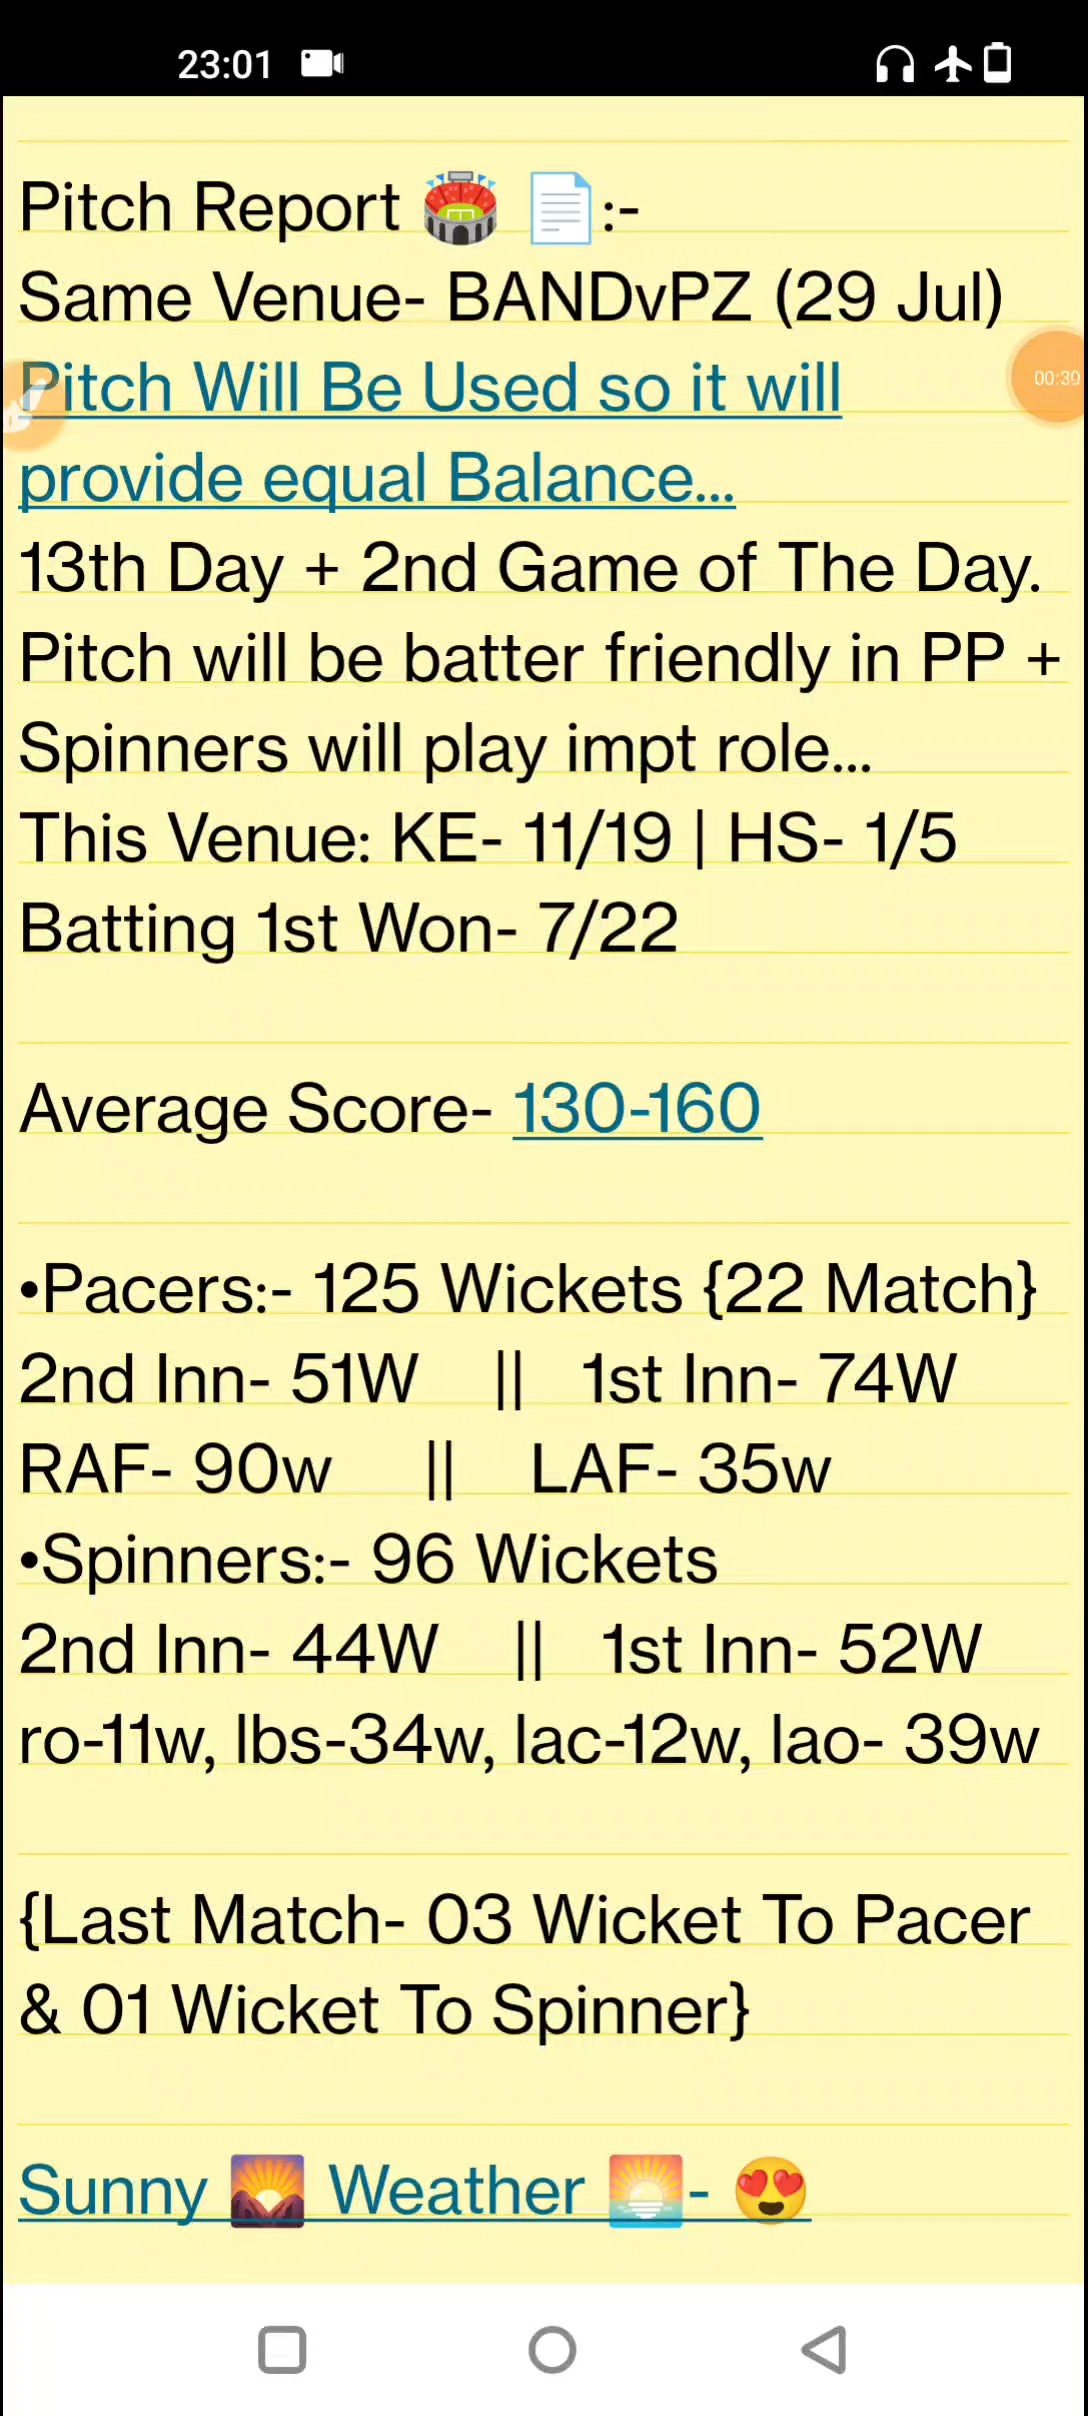 23:01
Pitch Report 🏟️ 📄:-
Same Venue- BANDvPZ (29 Jul)
Pitch Will Be Used so it will
00:39
provide equal Balance...
13th Day + 2nd Game of The Day.
Pitch will be batter friendly in PP +
Spinners will play impt role...
This Venue: KE- 11/19 | HS- 1/5
Batting 1st Won- 7/22
Average Score- 130-160
•Pacers:- 125 Wickets {22 Match}
2nd Inn- 51W || 1st Inn- 74W
RAF- 90w || LAF- 35w
•Spinners:- 96 Wickets
2nd Inn- 44W || 1st Inn- 52W
ro-11w, lbs-34w, lac-12w, lao- 39w
{Last Match- 03 Wicket To Pacer
& 01 Wicket To Spinner}
Sunny 🌄 Weather 🌅- 😍